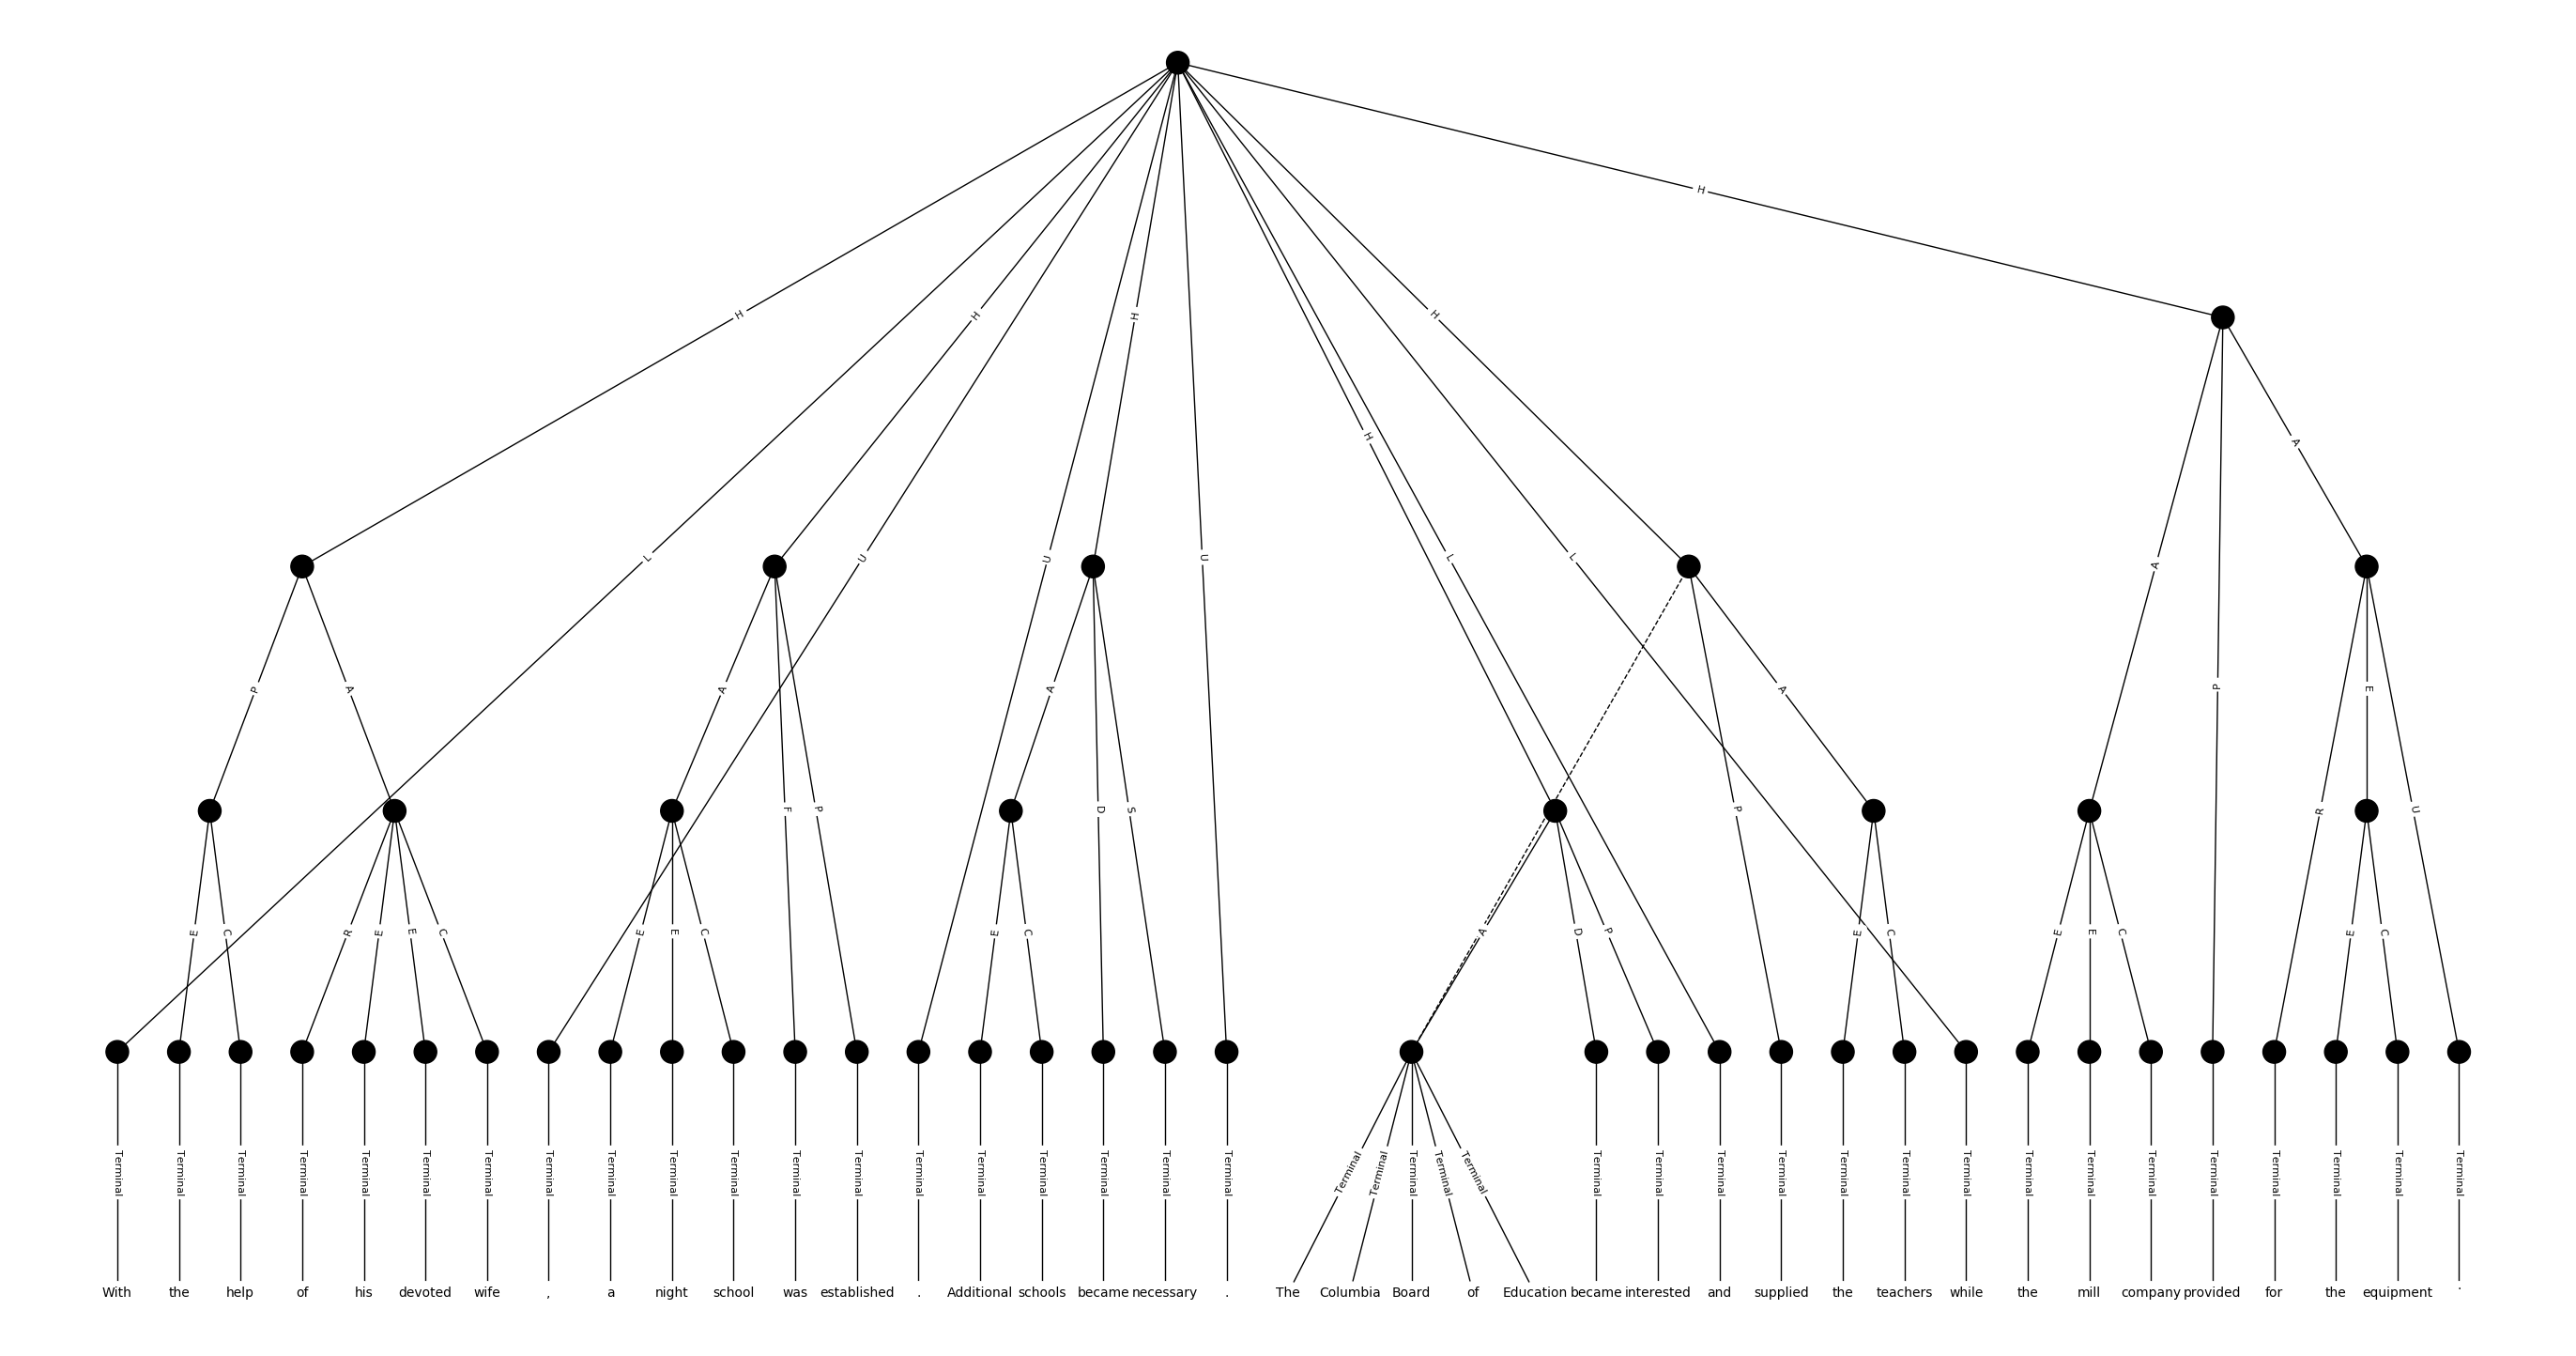 H
H
H
H
H
H
A
L
H
L
L
A
U
U
U
P
A
A
A
A
P
E
F
P
D
S
P
R
U
E
C
R
E
E
C
E
E
C
E
C
A
D
P
E
C
E
E
C
E
C
Terminal Terminal Terminal Terminal Terminal Terminal Terminal Terminal Terminal Terminal Terminal Terminal Terminal Terminal Terminal Terminal Terminal Terminal Terminal Terminal Terminal Terminal Terminal Terminal Terminal Terminal Terminal Terminal Terminal Terminal Terminal Terminal Terminal Terminal Terminal Terminal Terminal Terminal Terminal
With the help of his devoted wife , a night school was established . Additional schools became necessary . The Columbia Board of Education became interested and supplied the teachers while the mill company provided for the equipment .